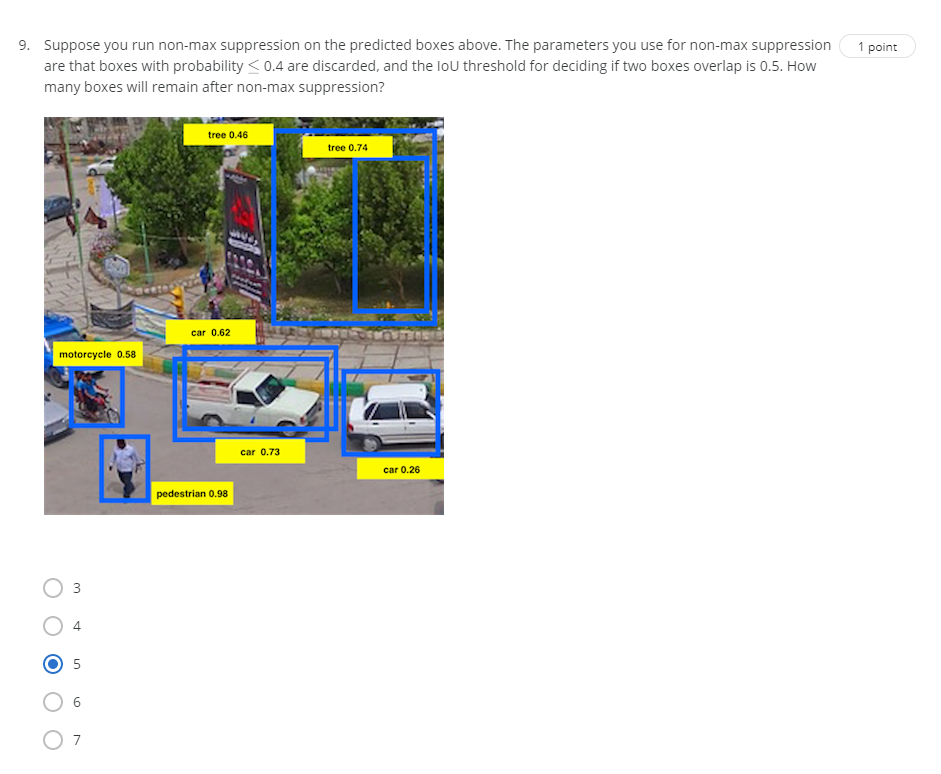 9. Suppose you run non-max suppression on the predicted boxes above. The parameters you use for non-max suppression
are that boxes with probability ≤ 0.4 are discarded, and the IoU threshold for deciding if two boxes overlap is 0.5. How
many boxes will remain after non-max suppression?
1 point
tree 0.46
tree 0.74
car 0.62
motorcycle 0.58
car 0.73
car 0.26
pedestrian 0.98
3
4
5
6
7